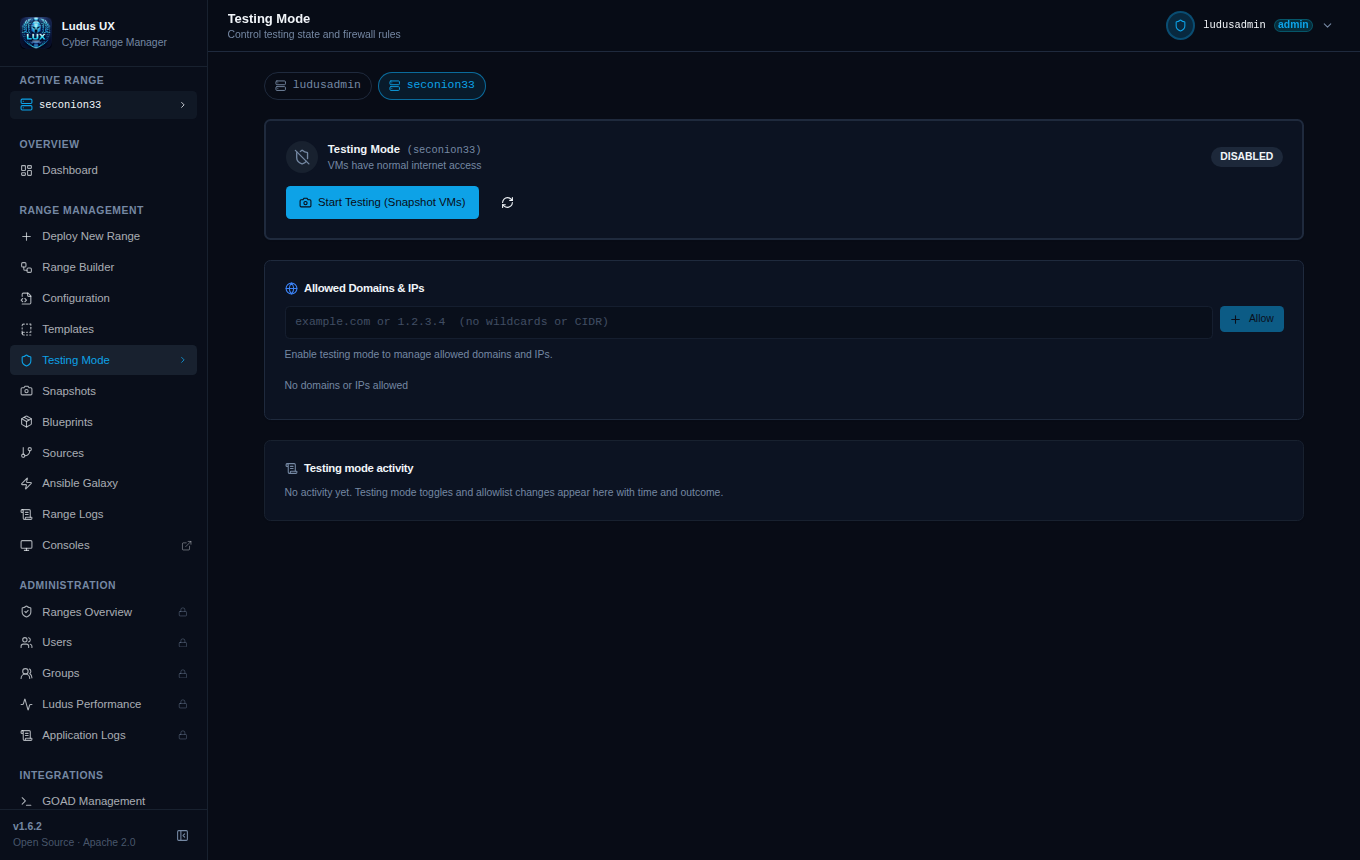 LUX
Ludus UX
Cyber Range Manager
ACTIVE RANGE
seconion33
OVERVIEW
Dashboard
RANGE MANAGEMENT
Deploy New Range
Range Builder
Configuration
Templates
Testing Mode
Snapshots
Blueprints
Sources
Ansible Galaxy
Range Logs
Consoles
ADMINISTRATION
Ranges Overview
Users
Groups
Ludus Performance
Application Logs
INTEGRATIONS
GOAD Management
v1.6.2
Open Source · Apache 2.0
Testing Mode
Control testing state and firewall rules
ludusadmin admin
ludusadmin seconion33
Testing Mode (seconion33)
VMs have normal internet access
DISABLED
Start Testing (Snapshot VMs)
Allowed Domains & IPs
example.com or 1.2.3.4 (no wildcards or CIDR)
Allow
Enable testing mode to manage allowed domains and IPs.
No domains or IPs allowed
Testing mode activity
No activity yet. Testing mode toggles and allowlist changes appear here with time and outcome.